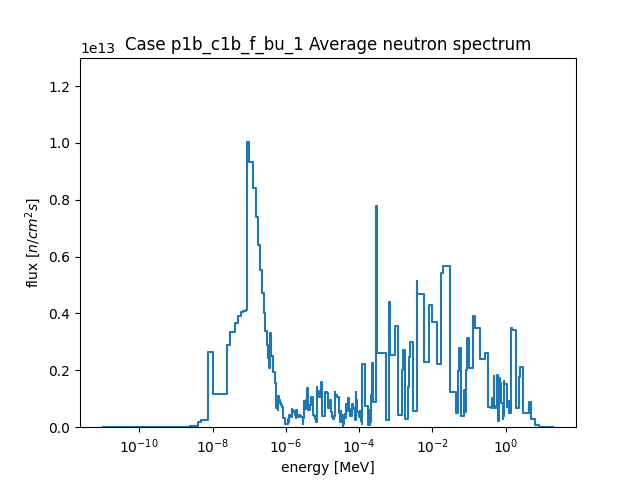 Case p1b_c1b_f_bu_1 Average neutron spectrum
1e13
flux [n/cm²s]
1.2
1.0
0.8
0.6
0.4
0.2
0.0
10⁻¹⁰ 10⁻⁸ 10⁻⁶ 10⁻⁴ 10⁻² 10⁰
energy [MeV]